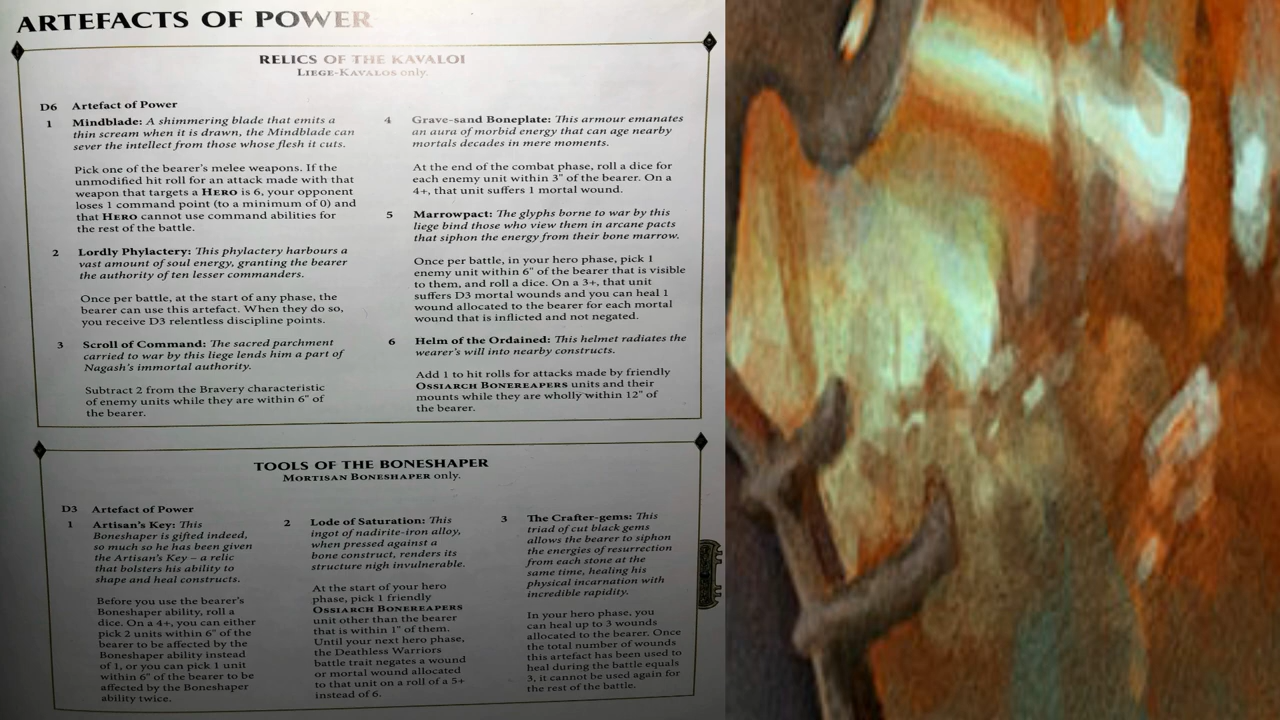 ARTEFACTS OF POWER
RELICS OF THE KAVALOI
LIEGE-KAVALOS only.
D6 Artefact of Power
1 Mindblade: A shimmering blade that emits a
thin scream when it is drawn, the Mindblade can
sever the intellect from those whose flesh it cuts.
Pick one of the bearer's melee weapons. If the
unmodified hit roll for an attack made with that
weapon that targets a HERO is 6, your opponent
loses 1 command point (to a minimum of 0) and
that HERO cannot use command abilities for
the rest of the battle.
2 Lordly Phylactery: This phylactery harbours a
vast amount of soul energy, granting the bearer
the authority of ten lesser commanders.
Once per battle, at the start of any phase, the
bearer can use this artefact. When they do so,
you receive D3 relentless discipline points.
3 Scroll of Command: The sacred parchment
carried to war by this liege lends him a part of
Nagash's immortal authority.
Subtract 2 from the Bravery characteristic
of enemy units while they are within 6" of
the bearer.
4 Grave-sand Boneplate: This armour emanates
an aura of morbid energy that can age nearby
mortals decades in mere moments.
At the end of the combat phase, roll a dice for
each enemy unit within 3" of the bearer. On a
4+, that unit suffers 1 mortal wound.
5 Marrowpact: The glyphs borne to war by this
liege bind those who view them in arcane pacts
that siphon the energy from their bone marrow.
Once per battle, in your hero phase, pick 1
enemy unit within 6" of the bearer that is visible
to them, and roll a dice. On a 3+, that unit
suffers D3 mortal wounds and you can heal 1
wound allocated to the bearer for each mortal
wound that is inflicted and not negated.
6 Helm of the Ordained: This helmet radiates the
wearer's will into nearby constructs.
Add 1 to hit rolls for attacks made by friendly
OSSIARCH BONEREAPERS units and their
mounts while they are wholly within 12" of
the bearer.
TOOLS OF THE BONESHAPER
MORTISAN BONESHAPER only.
D3 Artefact of Power
1 Artisan's Key: This
Boneshaper is gifted indeed,
so much so he has been given
the Artisan's Key – a relic
that bolsters his ability to
shape and heal constructs.
Before you use the bearer's
Boneshaper ability, roll a
dice. On a 4+, you can either
pick 2 units within 6" of the
bearer to be affected by the
Boneshaper ability instead
of 1, or you can pick 1 unit
within 6" of the bearer to be
affected by the Boneshaper
ability twice.
2 Lode of Saturation: This
ingot of nadirite-iron alloy,
when pressed against a
bone construct, renders its
structure nigh invulnerable.
At the start of your hero
phase, pick 1 friendly
OSSIARCH BONEREAPERS
unit other than the bearer
that is within 1" of them.
Until your next hero phase,
the Deathless Warriors
battle trait negates a wound
or mortal wound allocated
to that unit on a roll of a 5+
instead of 6.
3 The Crafter-gems: This
triad of cut black gems
allows the bearer to siphon
the energies of resurrection
from each stone at the
same time, healing his
physical incarnation with
incredible rapidity.
In your hero phase, you
can heal up to 3 wounds
allocated to the bearer. Once
the total number of wounds
this artefact has been used to
heal during the battle equals
3, it cannot be used again for
the rest of the battle.